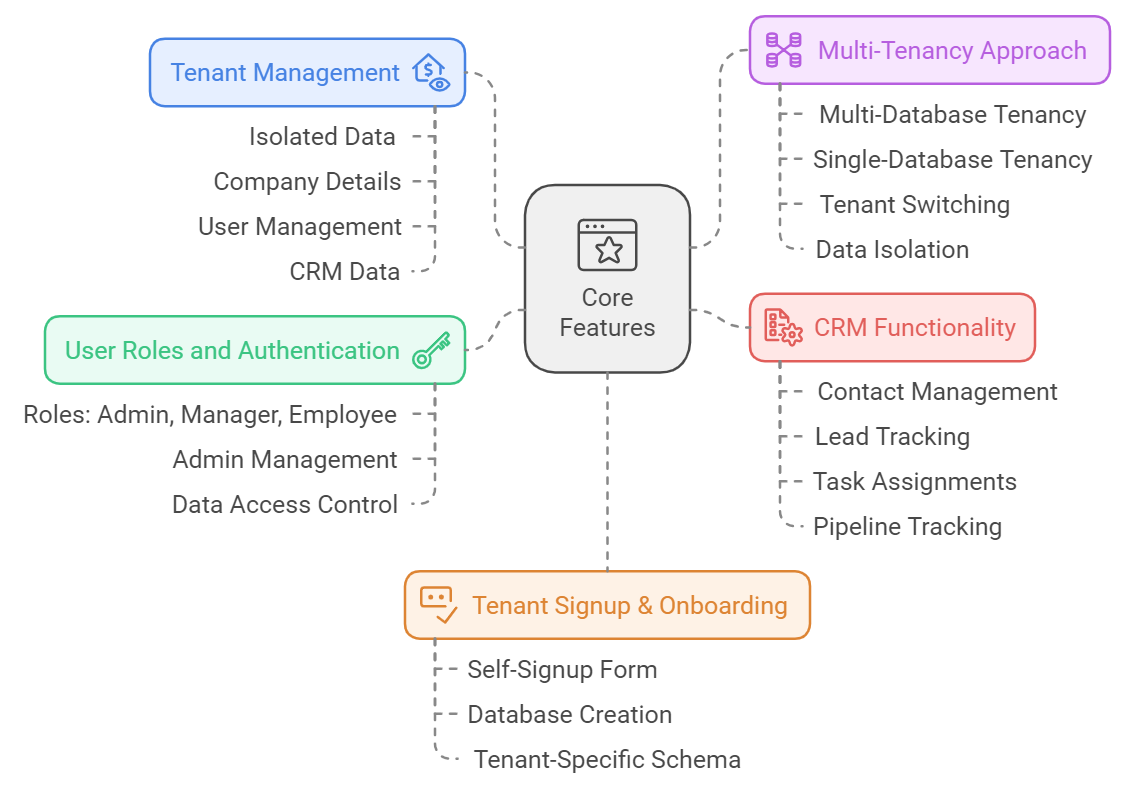 Tenant Management
Isolated Data
Company Details
User Management
CRM Data
User Roles and Authentication
Roles: Admin, Manager, Employee
Admin Management
Data Access Control
Core
Features
Multi-Tenancy Approach
Multi-Database Tenancy
Single-Database Tenancy
Tenant Switching
Data Isolation
CRM Functionality
Contact Management
Lead Tracking
Task Assignments
Pipeline Tracking
Tenant Signup & Onboarding
Self-Signup Form
Database Creation
Tenant-Specific Schema